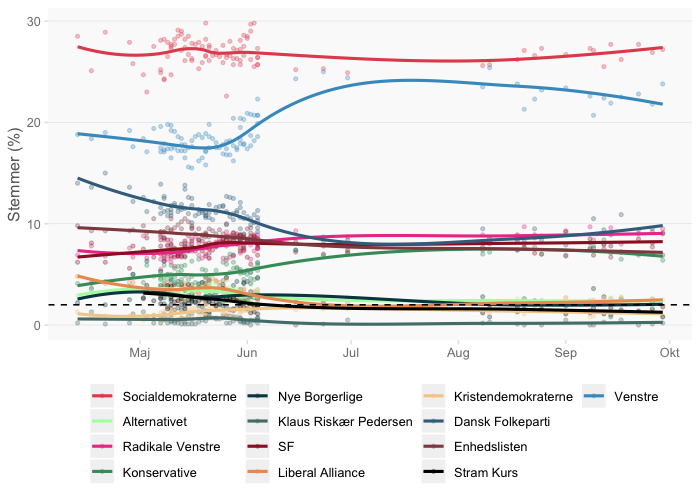 30
20
10
0
Stemmer (%)
Maj Jun Jul Aug Sep Okt
Socialdemokraterne Nye Borgerlige Kristendemokraterne Venstre
Alternativet Klaus Riskær Pedersen Dansk Folkeparti
Radikale Venstre SF Enhedslisten
Konservative Liberal Alliance Stram Kurs